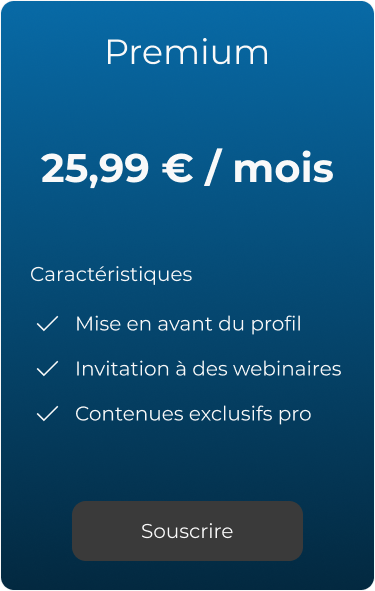 Premium
25,99 € / mois
Caractéristiques
Mise en avant du profil
Invitation à des webinaires
Contenues exclusifs pro
Souscrire